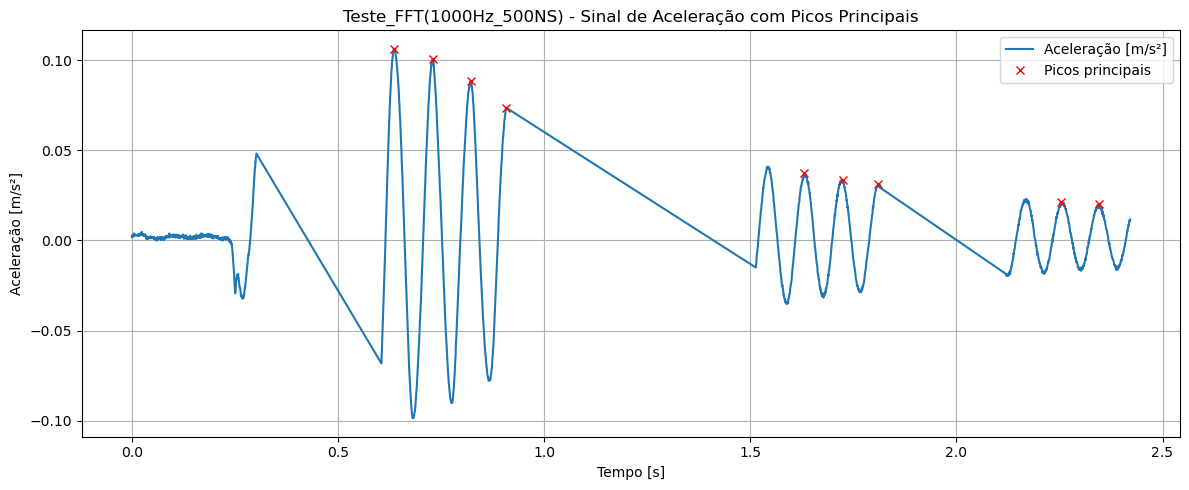 Teste_FFT(1000Hz_500NS) - Sinal de Aceleração com Picos Principais
Aceleração [m/s²]
Picos principais
0.10
0.05
0.00
−0.05
−0.10
Aceleração [m/s²]
0.0
0.5
1.0
1.5
2.0
2.5
Tempo [s]